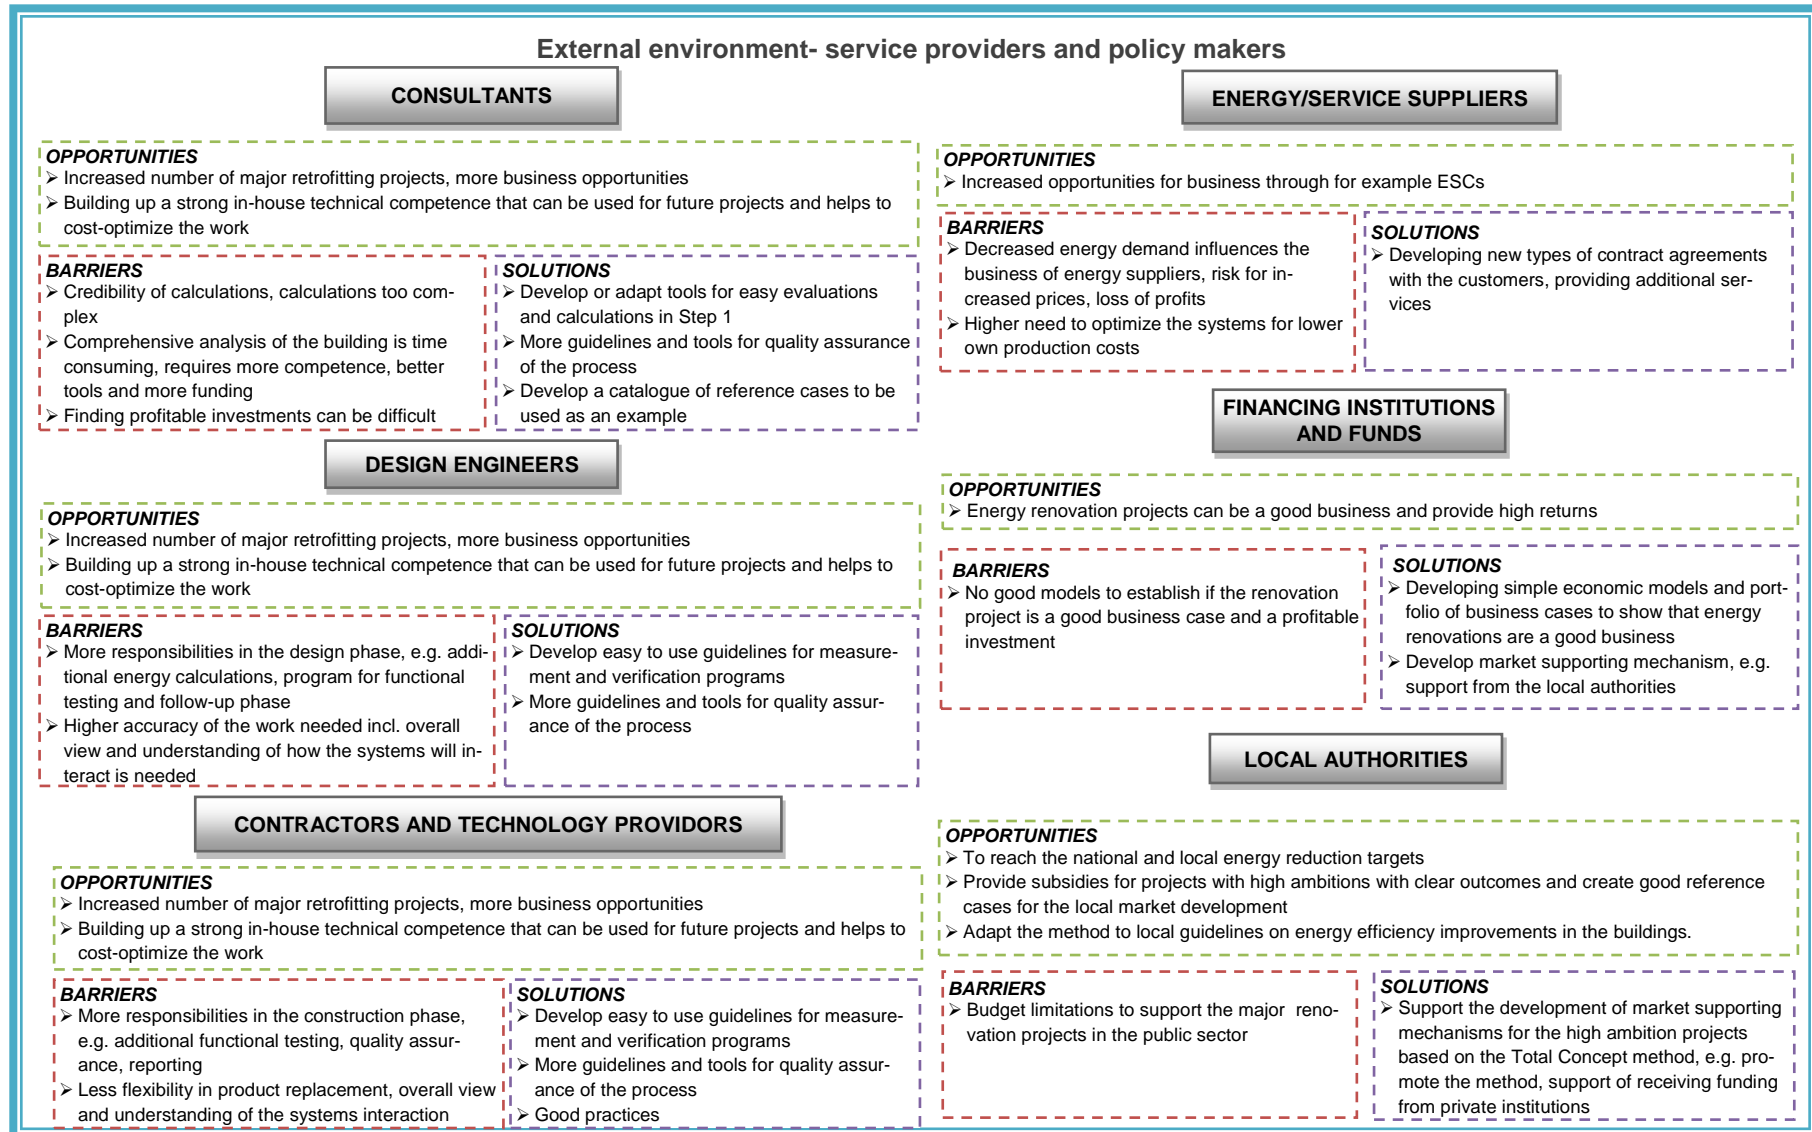 External environment- service providers and policy makers
CONSULTANTS
OPPORTUNITIES
➢ Increased number of major retrofitting projects, more business opportunities
➢ Building up a strong in-house technical competence that can be used for future projects and helps to
cost-optimize the work
BARRIERS
➢ Credibility of calculations, calculations too com-
plex
➢ Comprehensive analysis of the building is time
consuming, requires more competence, better
tools and more funding
➢ Finding profitable investments can be difficult
SOLUTIONS
➢ Develop or adapt tools for easy evaluations
and calculations in Step 1
➢ More guidelines and tools for quality assurance
of the process
➢ Develop a catalogue of reference cases to be
used as an example
DESIGN ENGINEERS
OPPORTUNITIES
➢ Increased number of major retrofitting projects, more business opportunities
➢ Building up a strong in-house technical competence that can be used for future projects and helps to
cost-optimize the work
BARRIERS
➢ More responsibilities in the design phase, e.g. addi-
tional energy calculations, program for functional
testing and follow-up phase
➢ Higher accuracy of the work needed incl. overall
view and understanding of how the systems will in-
teract is needed
SOLUTIONS
➢ Develop easy to use guidelines for measure-
ment and verification programs
➢ More guidelines and tools for quality assur-
ance of the process
CONTRACTORS AND TECHNOLOGY PROVIDORS
OPPORTUNITIES
➢ Increased number of major retrofitting projects, more business opportunities
➢ Building up a strong in-house technical competence that can be used for future projects and helps to
cost-optimize the work
BARRIERS
➢ More responsibilities in the construction phase,
e.g. additional functional testing, quality assur-
ance, reporting
➢ Less flexibility in product replacement, overall view
and understanding of the systems interaction
SOLUTIONS
➢ Develop easy to use guidelines for measure-
ment and verification programs
➢ More guidelines and tools for quality assur-
ance of the process
➢ Good practices
ENERGY/SERVICE SUPPLIERS
OPPORTUNITIES
➢ Increased opportunities for business through for example ESCs
BARRIERS
➢ Decreased energy demand influences the
business of energy suppliers, risk for in-
creased prices, loss of profits
➢ Higher need to optimize the systems for lower
own production costs
SOLUTIONS
➢ Developing new types of contract agreements
with the customers, providing additional ser-
vices
FINANCING INSTITUTIONS
AND FUNDS
OPPORTUNITIES
➢ Energy renovation projects can be a good business and provide high returns
BARRIERS
➢ No good models to establish if the renovation
project is a good business case and a profitable
investment
SOLUTIONS
➢ Developing simple economic models and port-
folio of business cases to show that energy
renovations are a good business
➢ Develop market supporting mechanism, e.g.
support from the local authorities
LOCAL AUTHORITIES
OPPORTUNITIES
➢ To reach the national and local energy reduction targets
➢ Provide subsidies for projects with high ambitions with clear outcomes and create good reference
cases for the local market development
➢ Adapt the method to local guidelines on energy efficiency improvements in the buildings.
BARRIERS
➢ Budget limitations to support the major reno-
vation projects in the public sector
SOLUTIONS
➢ Support the development of market supporting
mechanisms for the high ambition projects
based on the Total Concept method, e.g. pro-
mote the method, support of receiving funding
from private institutions